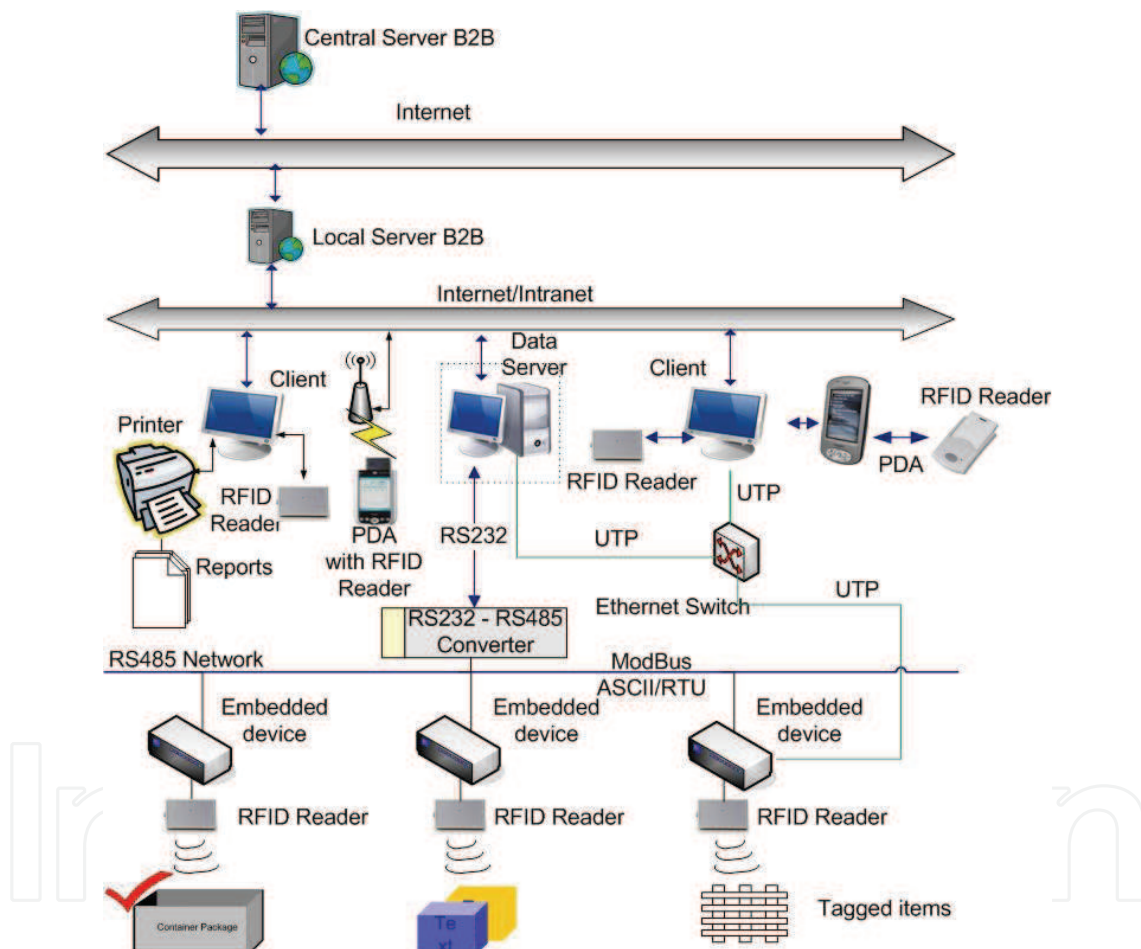 Central Server B2B
Internet
Local Server B2B
Internet/Intranet
Data
Server
Client
Client
Printer
RFID Reader
RFID
Reader
PDA
with RFID
Reader
RS232
RFID Reader
PDA
UTP
UTP
Reports
Ethernet Switch
UTP
RS232 - RS485
Converter
RS485 Network
ModBus
ASCII/RTU
Embedded
device
Embedded
device
Embedded
device
RFID Reader
RFID Reader
RFID Reader
Container Package
Te
xt
Tagged items